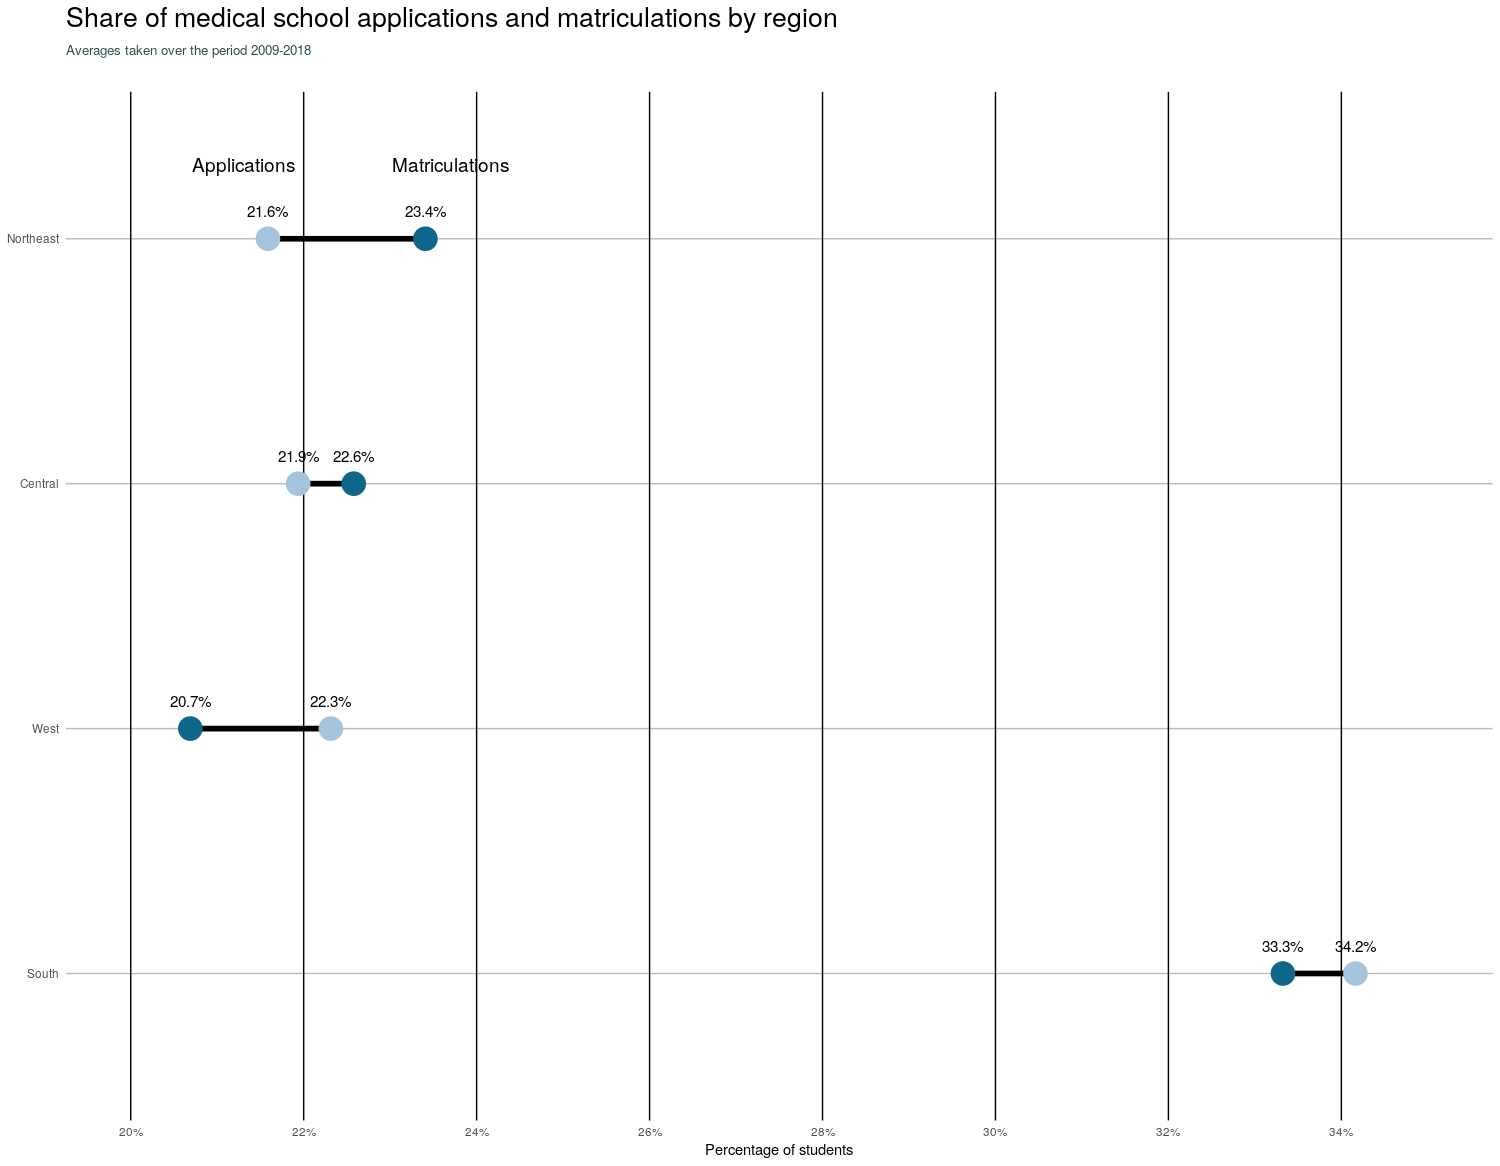 Share of medical school applications and matriculations by region
Averages taken over the period 2009-2018
Applications Matriculations
21.6% 23.4%
Northeast
21.9% 22.6%
Central
20.7% 22.3%
West
33.3% 34.2%
South
20% 22% 24% 26% 28% 30% 32% 34%
Percentage of students